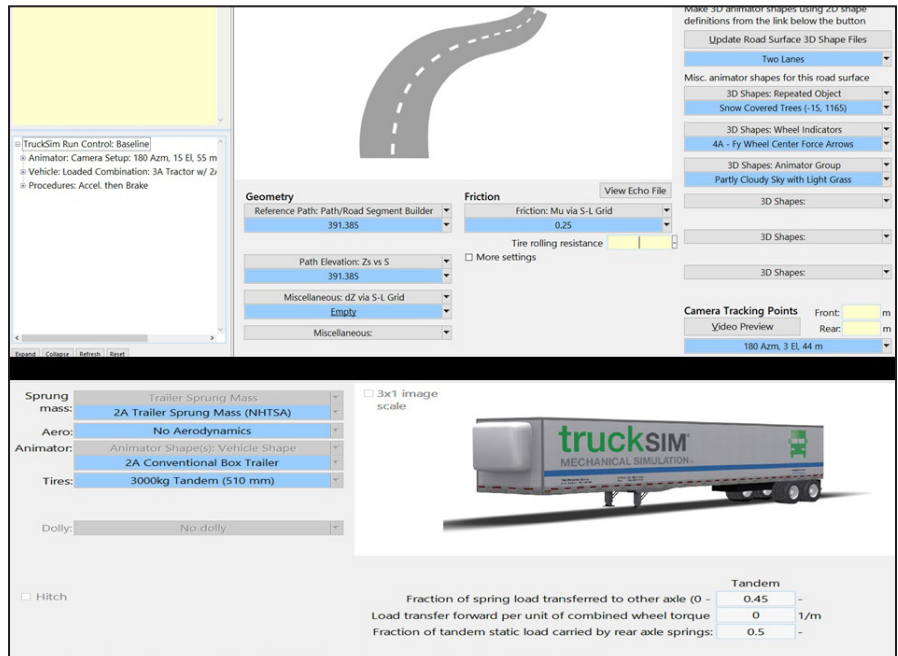 Make 3D animator shapes using 2D shape
definitions from the link below the button
Update Road Surface 3D Shape Files
Two Lanes
Misc. animator shapes for this road surface
3D Shapes: Repeated Object
Snow Covered Trees (-15, 1165)
3D Shapes: Wheel Indicators
4A - Fy Wheel Center Force Arrows
3D Shapes: Animator Group
Partly Cloudy Sky with Light Grass
3D Shapes:
3D Shapes:
3D Shapes:
Camera Tracking Points Front: m
Video Preview Rear: m
180 Azm, 3 El, 44 m
TruckSim Run Control: Baseline
Animator: Camera Setup: 180 Azm, 15 El, 55 m
Vehicle: Loaded Combination: 3A Tractor w/ 2
Procedures: Accel. then Brake
Expand Collapse Refresh Reset
Geometry
Reference Path: Path/Road Segment Builder
391.385
Path Elevation: Zs vs S
391.385
Miscellaneous: dZ via S-L Grid
Empty
Miscellaneous:
View Echo File
Friction
Friction: Mu via S-L Grid
0.25
Tire rolling resistance -
More settings
Sprung mass: Trailer Sprung Mass
2A Trailer Sprung Mass (NHTSA)
Aero: No Aerodynamics
Animator: Animator Shape(s): Vehicle Shape
2A Conventional Box Trailer
Tires: 3000kg Tandem (510 mm)
Dolly: No dolly
Hitch
3x1 image
scale
truckSIM
MECHANICAL SIMULATION
Tandem
Fraction of spring load transferred to other axle (0 - 0.45 -
Load transfer forward per unit of combined wheel torque 0 1/m
Fraction of tandem static load carried by rear axle springs: 0.5 -